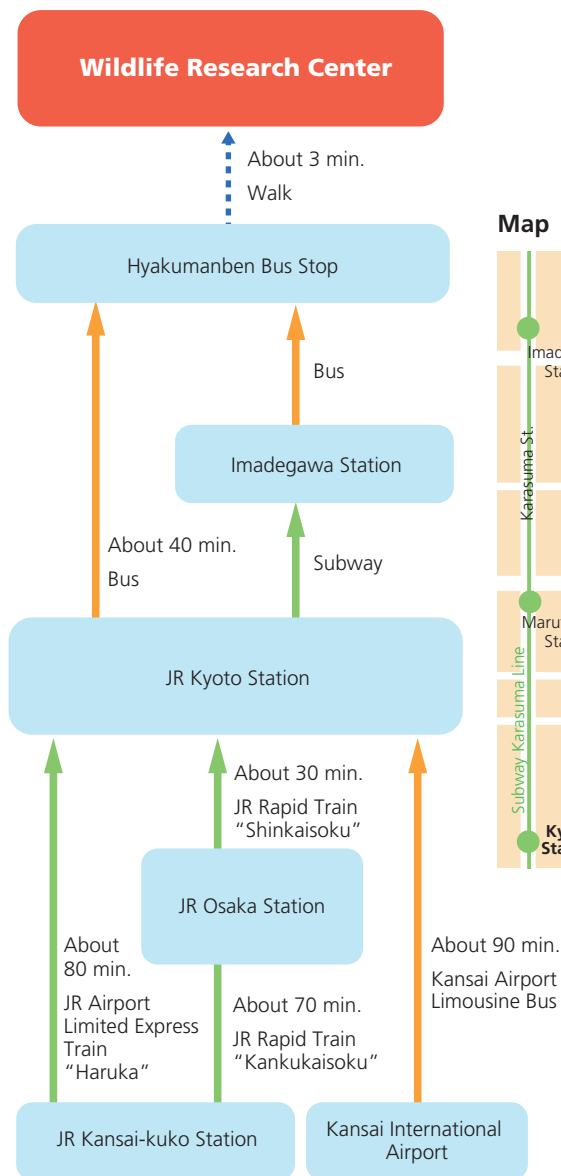 Wildlife Research Center
About 3 min.
Walk
Hyakumanben Bus Stop
Bus
Imadegawa Station
About 40 min.
Bus
Subway
JR Kyoto Station
About 30 min.
JR Rapid Train
“Shinkaisoku”
JR Osaka Station
About
80 min.
JR Airport
Limited Express
Train
“Haruka”
About 70 min.
JR Rapid Train
“Kankukaisoku”
About 90 min.
Kansai Airport
Limousine Bus
JR Kansai-kuko Station
Kansai International
Airport
Map
Karasuma St.
Subway Karasuma Line